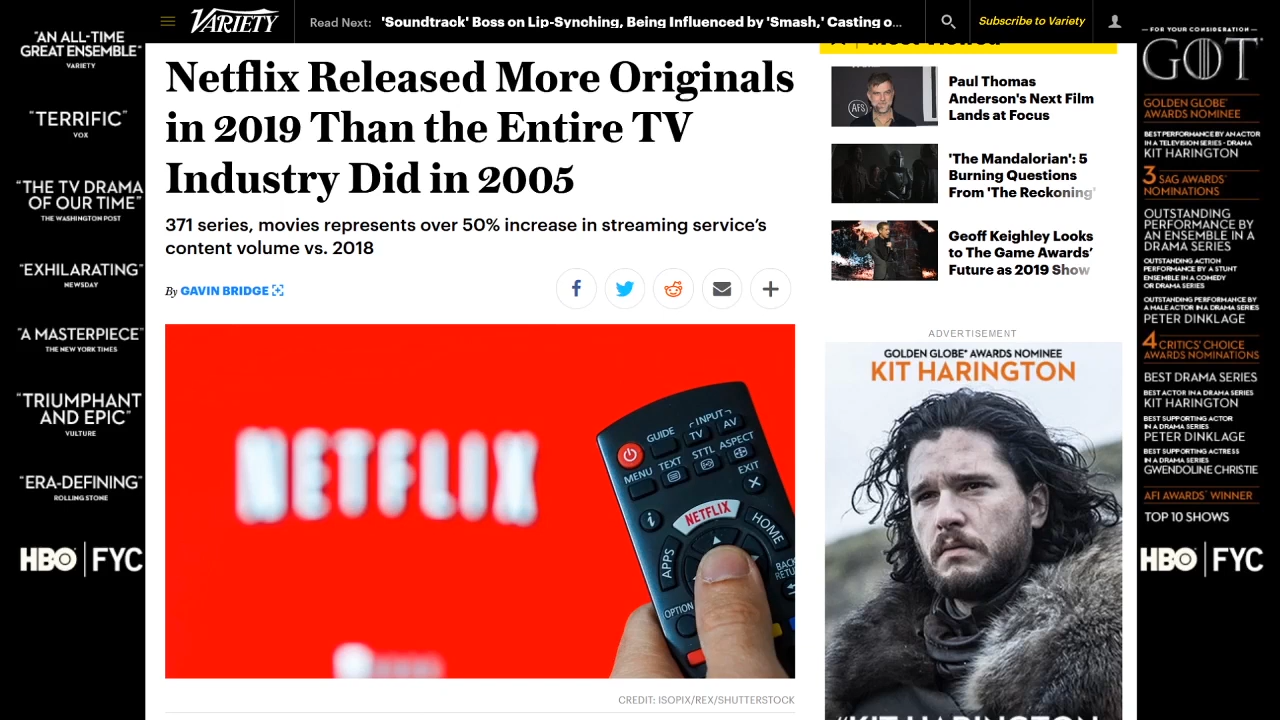 "AN ALL-TIME
GREAT ENSEMBLE"
VARIETY
"TERRIFIC"
VOX
"THE TV DRAMA
OF OUR TIME"
THE WASHINGTON POST
"EXHILARATING"
NEWSDAY
"A MASTERPIECE"
THE NEW YORK TIMES
"TRIUMPHANT
AND EPIC"
VULTURE
"ERA-DEFINING"
ROLLING STONE
HBO | FYC
VARIETY
Read Next: 'Soundtrack' Boss on Lip-Synching, Being Influenced by 'Smash,' Casting o...
Subscribe to Variety
Netflix Released More Originals
in 2019 Than the Entire TV
Industry Did in 2005
371 series, movies represents over 50% increase in streaming service's
content volume vs. 2018
By GAVIN BRIDGE
NETFLIX
INPUT
GUIDE TV AV
MENU TEXT STTL ASPECT
EXIT
NETFLIX
HOME
APPS
BACK
OPTION
CREDIT: ISOPIX/REX/SHUTTERSTOCK
Paul Thomas
Anderson's Next Film
Lands at Focus
AFS
'The Mandalorian': 5
Burning Questions
From 'The Reckoning'
Geoff Keighley Looks
to The Game Awards'
Future as 2019 Show
ADVERTISEMENT
GOLDEN GLOBE® AWARDS NOMINEE
KIT HARINGTON
"KIT HARINGTON
FOR YOUR CONSIDERATION
GOT
GOLDEN GLOBE®
AWARDS NOMINEE
BEST PERFORMANCE BY AN ACTOR
IN A TELEVISION SERIES - DRAMA
KIT HARINGTON
3 SAG AWARDS®
NOMINATIONS
OUTSTANDING
PERFORMANCE BY
AN ENSEMBLE IN A
DRAMA SERIES
OUTSTANDING ACTION
PERFORMANCE BY A STUNT
ENSEMBLE IN A COMEDY
OR DRAMA SERIES
OUTSTANDING PERFORMANCE BY
A MALE ACTOR IN A DRAMA SERIES
PETER DINKLAGE
4 CRITICS' CHOICE
AWARDS NOMINATIONS
BEST DRAMA SERIES
BEST ACTOR IN A DRAMA SERIES
KIT HARINGTON
BEST SUPPORTING ACTOR
IN A DRAMA SERIES
PETER DINKLAGE
BEST SUPPORTING ACTRESS
IN A DRAMA SERIES
GWENDOLINE CHRISTIE
AFI AWARDS® WINNER
TOP 10 SHOWS
HBO | FYC